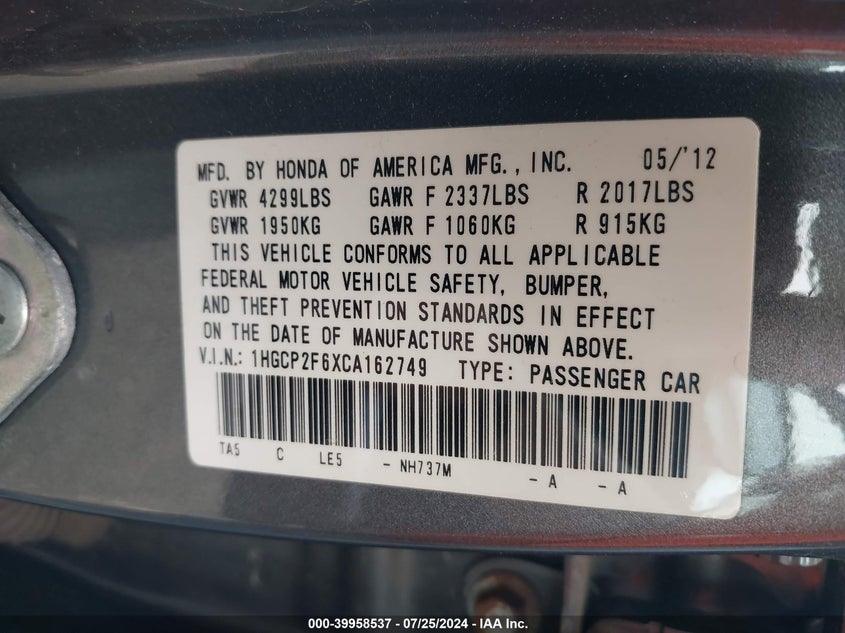 MFD. BY HONDA OF AMERICA MFG., INC. 05/'12
GVWR 4299LBS GAWR F 2337LBS R 2017LBS
GVWR 1950KG GAWR F 1060KG R 915KG
THIS VEHICLE CONFORMS TO ALL APPLICABLE
FEDERAL MOTOR VEHICLE SAFETY, BUMPER,
AND THEFT PREVENTION STANDARDS IN EFFECT
ON THE DATE OF MANUFACTURE SHOWN ABOVE.
V.I.N.: 1HGCP2F6XCA162749 TYPE: PASSENGER CAR
TA5 C LE5 - NH737M - A - A
000-39958537 - 07/25/2024 - IAA Inc.